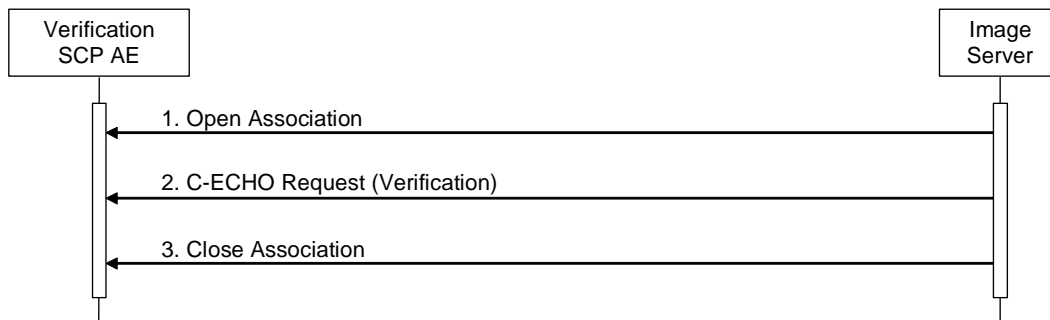 Verification
SCP AE
Image
Server
1. Open Association
2. C-ECHO Request (Verification)
3. Close Association